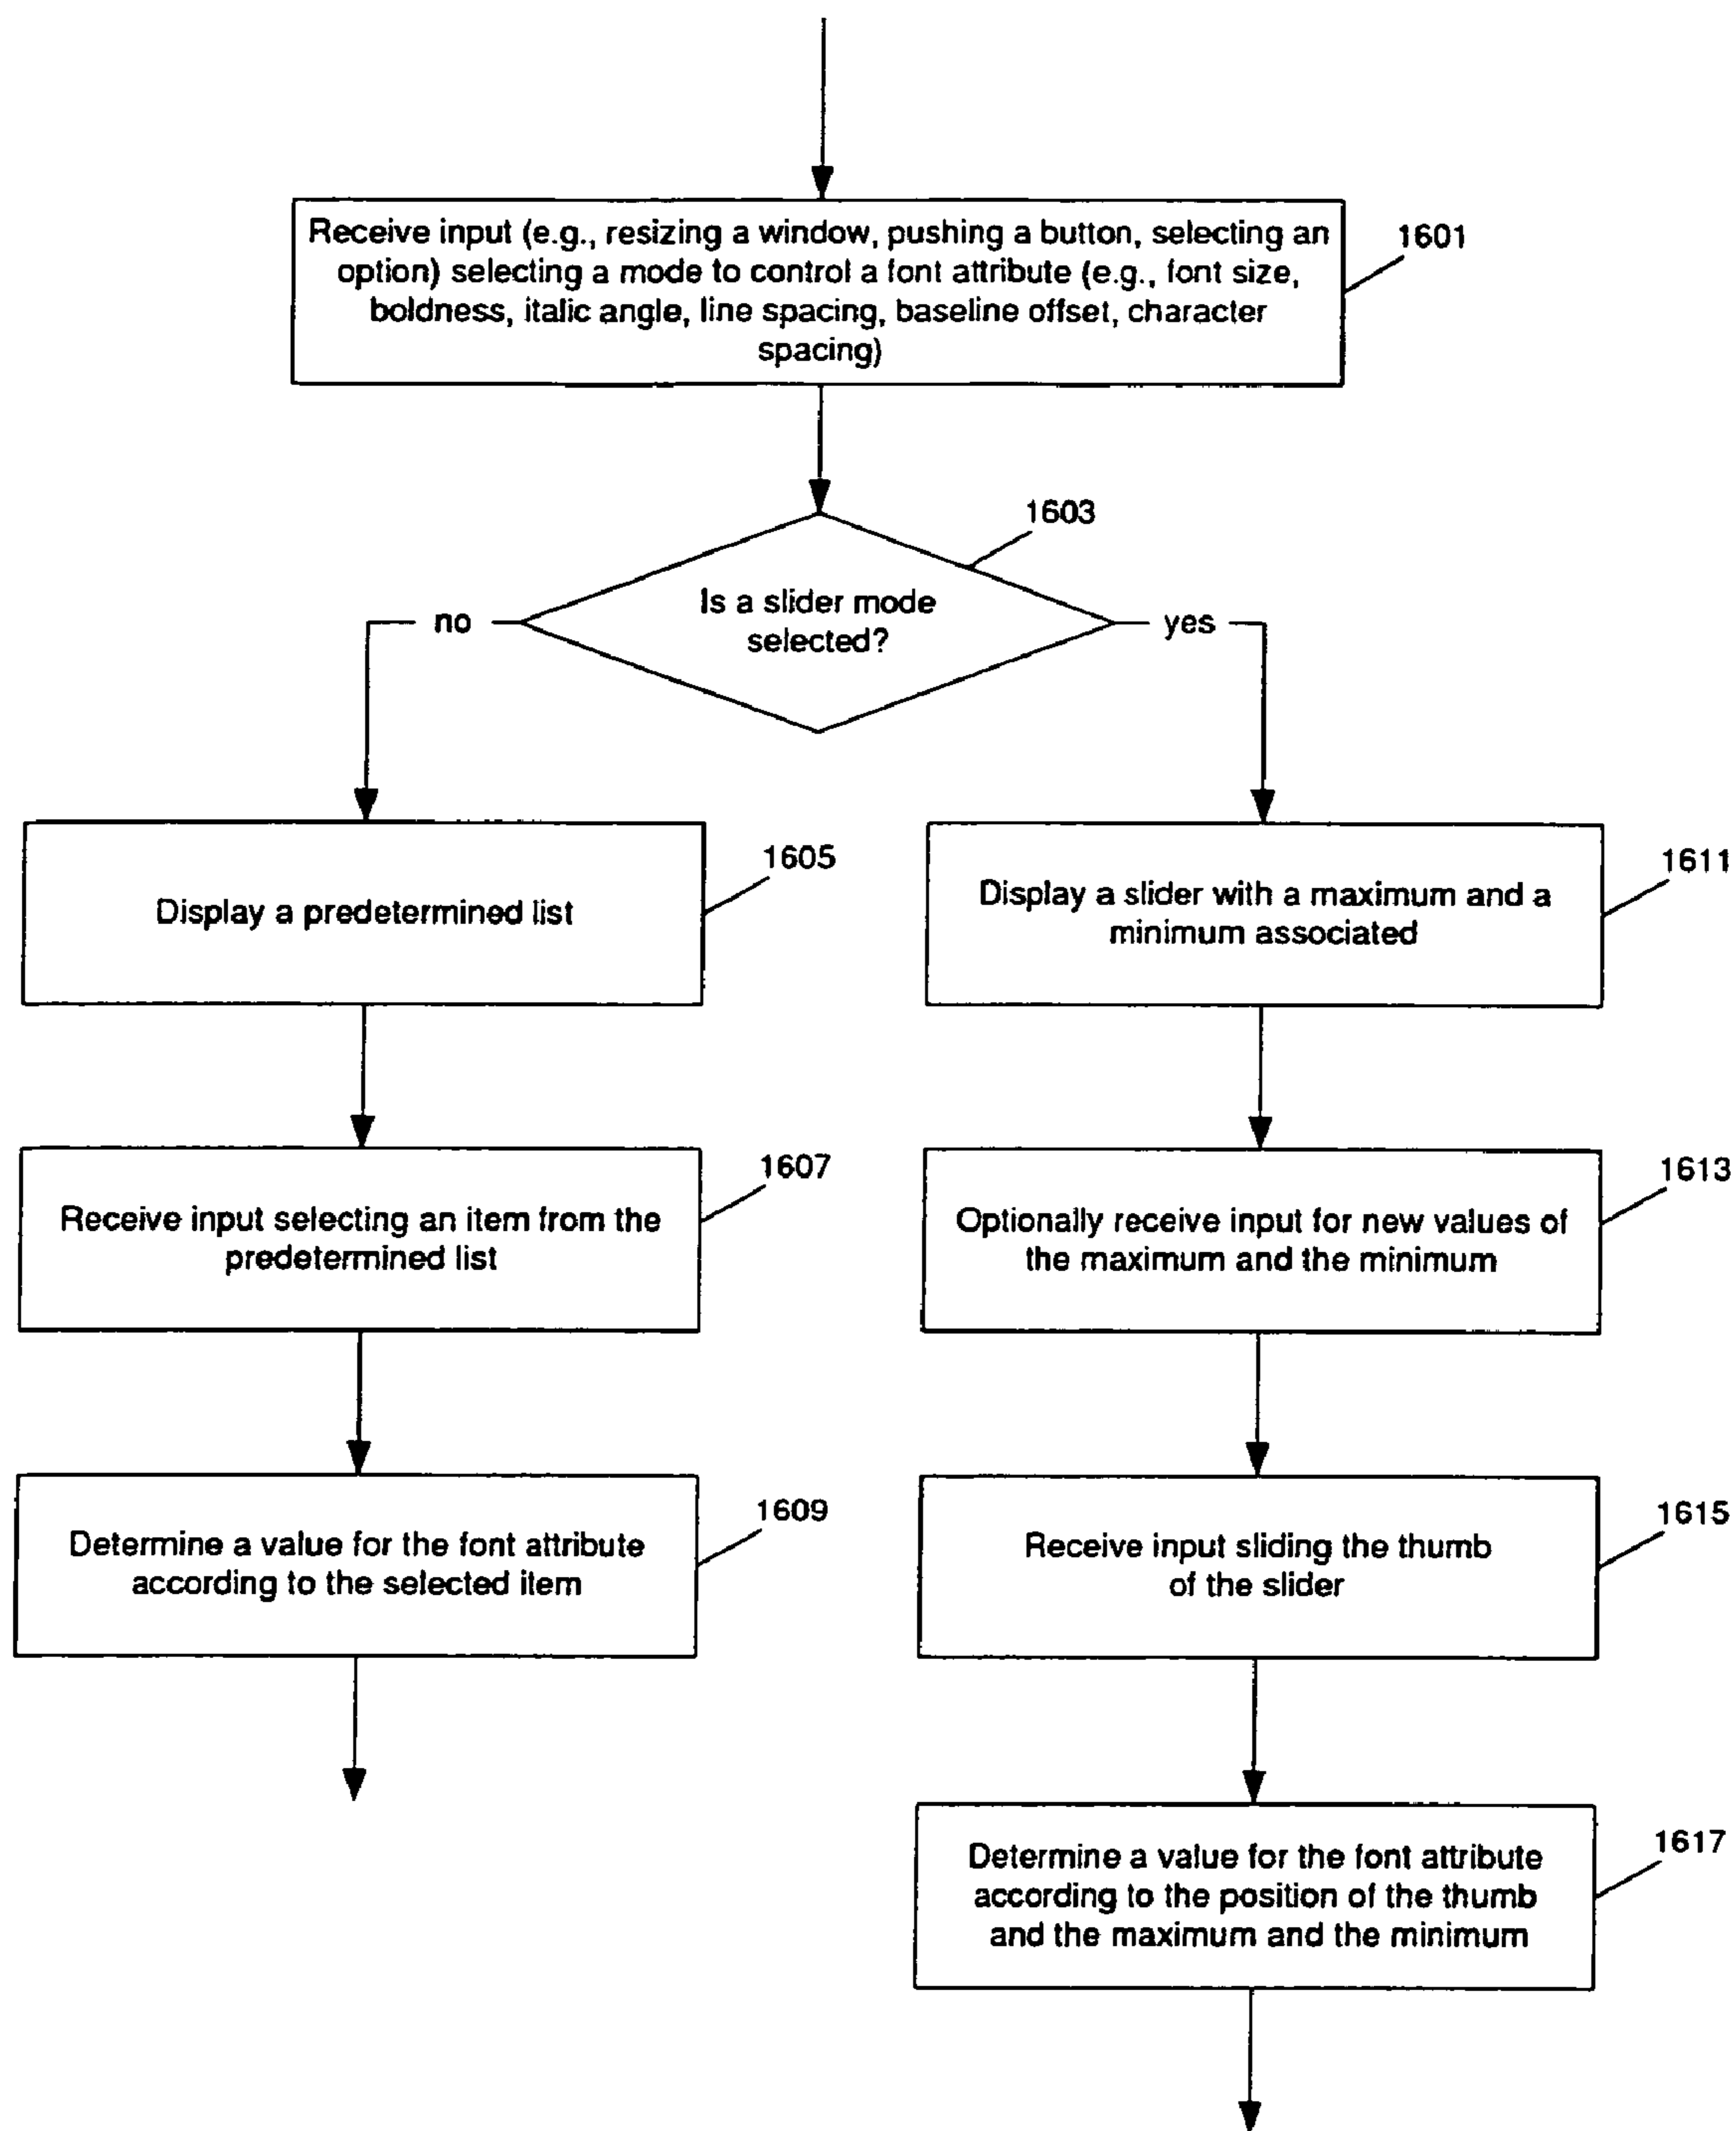 Receive input (e.g., resizing a window, pushing a button, selecting an
option) selecting a mode to control a font attribute (e.g., font size,
boldness, italic angle, line spacing, baseline offset, character
spacing)
1601
1603
Is a slider mode
selected?
no
yes
1605
Display a predetermined list
1611
Display a slider with a maximum and a
minimum associated
1607
Receive input selecting an item from the
predetermined list
1613
Optionally receive input for new values of
the maximum and the minimum
1609
Determine a value for the font attribute
according to the selected item
1615
Receive input sliding the thumb
of the slider
1617
Determine a value for the font attribute
according to the position of the thumb
and the maximum and the minimum